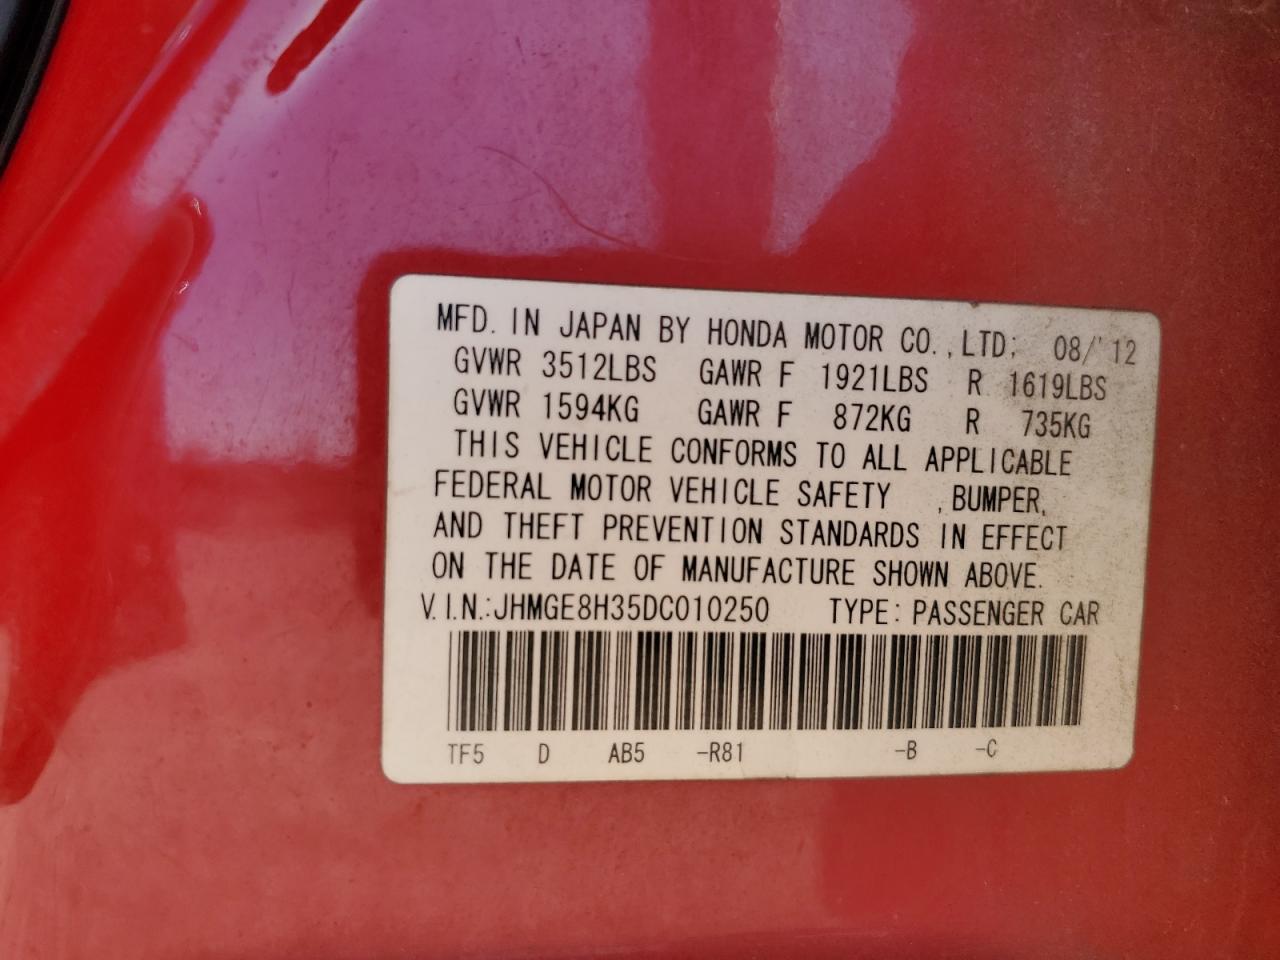 MFD. IN JAPAN BY HONDA MOTOR CO., LTD; 08/'12
GVWR 3512LBS GAWR F 1921LBS R 1619LBS
GVWR 1594KG GAWR F 872KG R 735KG
THIS VEHICLE CONFORMS TO ALL APPLICABLE
FEDERAL MOTOR VEHICLE SAFETY , BUMPER,
AND THEFT PREVENTION STANDARDS IN EFFECT
ON THE DATE OF MANUFACTURE SHOWN ABOVE.
V.I.N.:JHMGE8H35DC010250 TYPE: PASSENGER CAR
TF5 D AB5 -R81 -B -C